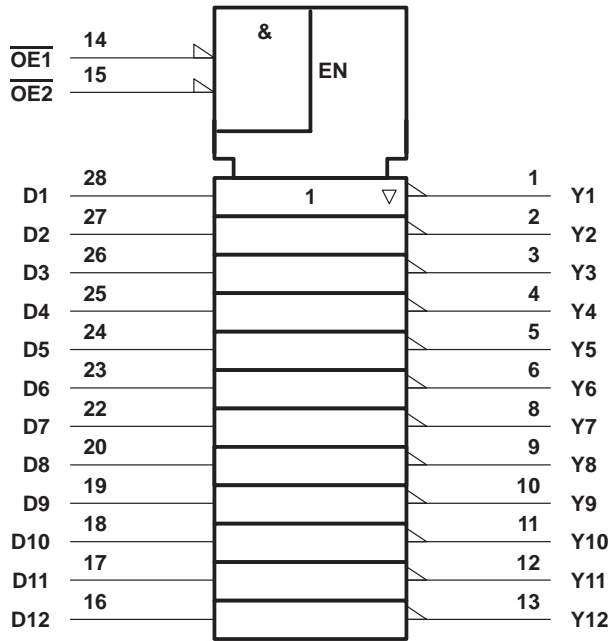 &
OE1 14
EN
OE2 15
D1 28 1 ▽ 1 Y1
D2 27 2 Y2
D3 26 3 Y3
D4 25 4 Y4
D5 24 5 Y5
D6 23 6 Y6
D7 22 8 Y7
D8 20 9 Y8
D9 19 10 Y9
D10 18 11 Y10
D11 17 12 Y11
D12 16 13 Y12